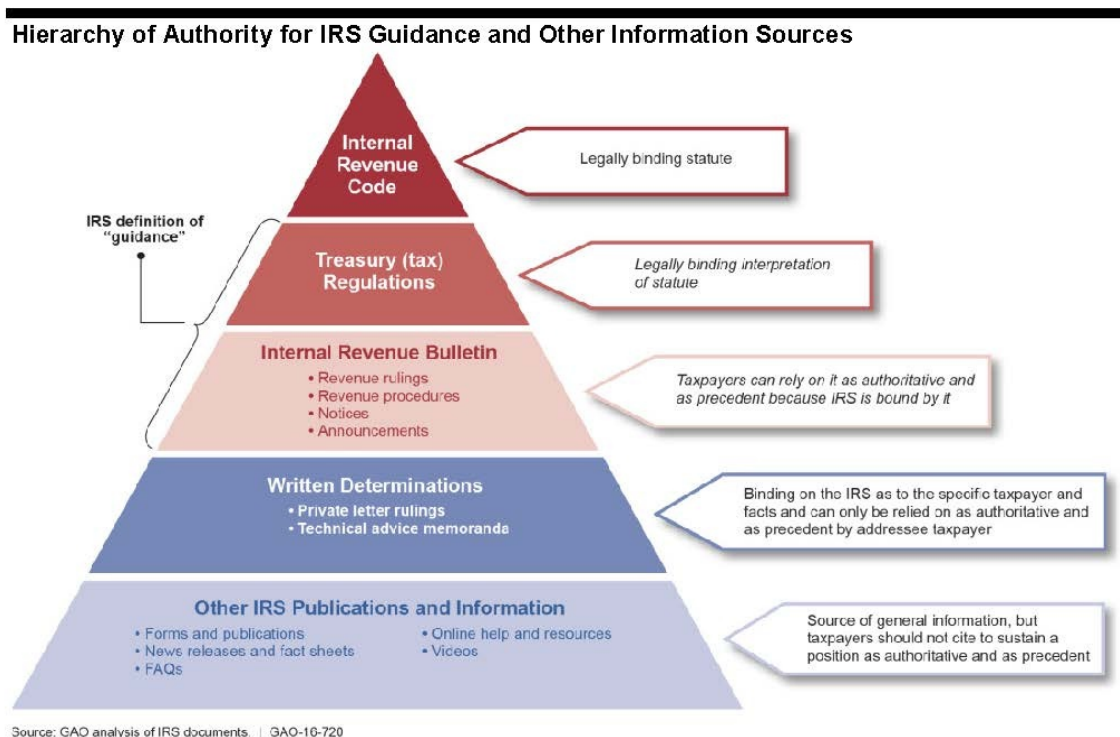 Hierarchy of Authority for IRS Guidance and Other Information Sources
Internal
Revenue
Code
Legally binding statute
IRS definition of
“guidance”
Treasury (tax)
Regulations
Legally binding interpretation
of statute
Internal Revenue Bulletin
• Revenue rulings
• Revenue procedures
• Notices
• Announcements
Taxpayers can rely on it as authoritative and
as precedent because IRS is bound by it
Written Determinations
• Private letter rulings
• Technical advice memoranda
Binding on the IRS as to the specific taxpayer and
facts and can only be relied on as authoritative and
as precedent by addressee taxpayer
Other IRS Publications and Information
• Forms and publications
• News releases and fact sheets
• FAQs
• Online help and resources
• Videos
Source of general information, but
taxpayers should not cite to sustain a
position as authoritative and as precedent
Source: GAO analysis of IRS documents. | GAO-16-720